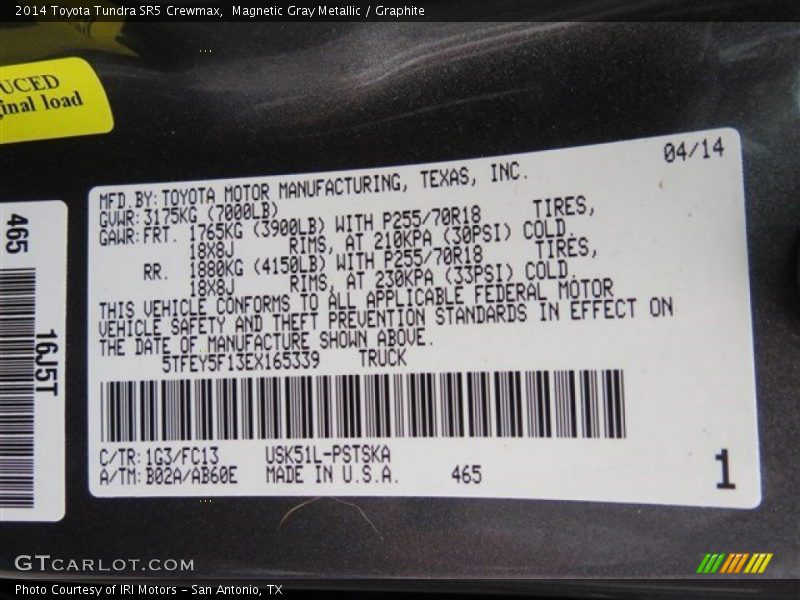 2014 Toyota Tundra SR5 Crewmax,  Magnetic Gray Metallic / Graphite
UCED
inal load
465
16J5T
04/14
MFD.BY:TOYOTA MOTOR MANUFACTURING, TEXAS, INC.
GVWR:3175KG (7000LB)
GAWR:FRT. 1765KG (3900LB) WITH P255/70R18 TIRES,
18X8J RIMS, AT 210KPA (30PSI) COLD.
RR. 1880KG (4150LB) WITH P255/70R18 TIRES,
18X8J RIMS, AT 230KPA (33PSI) COLD.
THIS VEHICLE CONFORMS TO ALL APPLICABLE FEDERAL MOTOR
VEHICLE SAFETY AND THEFT PREVENTION STANDARDS IN EFFECT ON
THE DATE OF MANUFACTURE SHOWN ABOVE.
5TFEY5F13EX165339 TRUCK
C/TR:1G3/FC13 USK51L-PSTSKA
A/TM:B02A/AB60E MADE IN U.S.A. 465
1
GTCARLOT.COM
Photo Courtesy of IRI Motors - San Antonio, TX